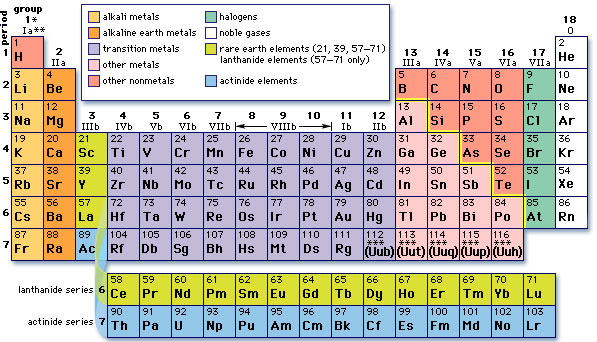 group
1*
Ia**
period
alkali metals
alkaline earth metals
transition metals
other metals
other nonmetals
halogens
noble gases
rare earth elements (21, 39, 57–71)
lanthanide elements
(57–71 only)
actinide elements
18
0
1 1 H 2 He
2 13 14 15 16 17
IIa IIIa IVa Va VIa VIIa
2 3 Li 4 Be 5 B 6 C 7 N 8 O 9 F 10 Ne
3 11 Na 12 Mg 13 Al 14 Si 15 P 16 S 17 Cl 18 Ar
3 4 5 6 7 8 9 10 11 12
IIIb IVb Vb VIb VIIb VIIIb Ib IIb
4 19 K 20 Ca 21 Sc 22 Ti 23 V 24 Cr 25 Mn 26 Fe 27 Co 28 Ni 29 Cu 30 Zn 31 Ga 32 Ge 33 As 34 Se 35 Br 36 Kr
5 37 Rb 38 Sr 39 Y 40 Zr 41 Nb 42 Mo 43 Tc 44 Ru 45 Rh 46 Pd 47 Ag 48 Cd 49 In 50 Sn 51 Sb 52 Te 53 I 54 Xe
6 55 Cs 56 Ba 57 La 72 Hf 73 Ta 74 W 75 Re 76 Os 77 Ir 78 Pt 79 Au 80 Hg 81 Tl 82 Pb 83 Bi 84 Po 85 At 86 Rn
7 87 Fr 88 Ra 89 Ac 104 Rf 105 Db 106 Sg 107 Bh 108 Hs 109 Mt 110 Ds 111 Rg 112 *** (Uub) 113 *** (Uut) 114 *** (Uuq) 115 *** (Uup) 116 *** (Uuh)
lanthanide series 6 58 Ce 59 Pr 60 Nd 61 Pm 62 Sm 63 Eu 64 Gd 65 Tb 66 Dy 67 Ho 68 Er 69 Tm 70 Yb 71 Lu
actinide series 7 90 Th 91 Pa 92 U 93 Np 94 Pu 95 Am 96 Cm 97 Bk 98 Cf 99 Es 100 Fm 101 Md 102 No 103 Lr